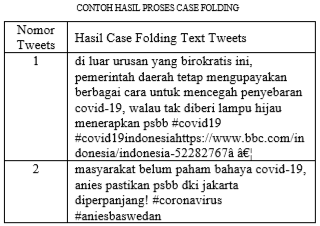 CONTOH HASIL PROSES CASE FOLDING
Nomor Tweets
Hasil Case Folding Text Tweets
1
di luar urusan yang birokratis ini,
pemerintah daerah tetap mengupayakan
berbagai cara untuk mencegah penyebaran
covid-19, walau tak diberi lampu hijau
menerapkan psbb #covid19
#covid19indonesiahttps://www.bbc.com/in
donesia/indonesia-52282767â â€¦
2
masyarakat belum paham bahaya covid-19,
anies pastikan psbb dki jakarta
diperpanjang! #coronavirus
#aniesbaswedan